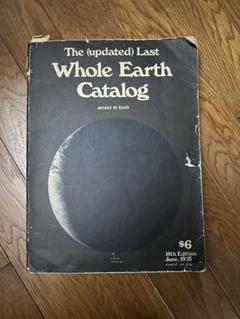 The (updated) Last
Whole Earth
Catalog
access to tools
$6
16th Edition
June, 1975